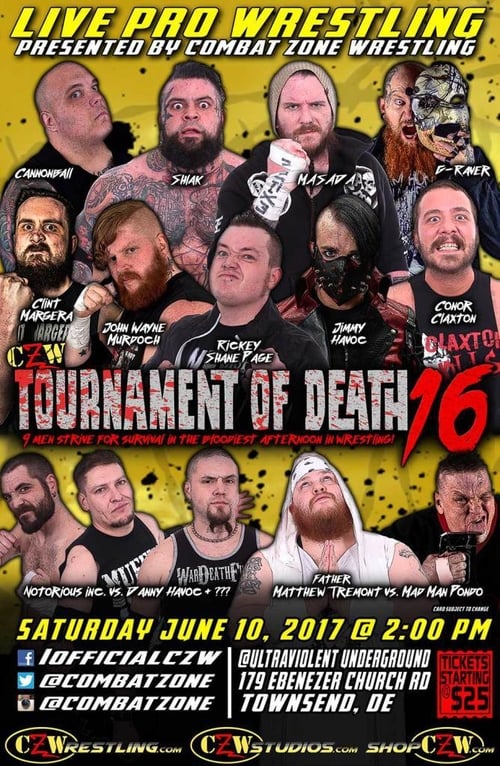 LIVE PRO WRESTLING
PRESENTED BY COMBAT ZONE WRESTLING
CANNONBALL
SHLAK
MASADA
G-RAVER
CLINT MARGERA
JOHN WAYNE MURDOCH
RICKEY SHANE PAGE
JIMMY HAVOC
CONOR CLAXTON
CZW
TOURNAMENT OF DEATH 16
9 MEN STRIVE FOR SURVIVAL IN THE BLOODIEST AFTERNOON IN WRESTLING!
NOTORIOUS INC. VS. DANNY HAVOC + ???
FATHER
MATTHEW TREMONT VS. MAD MAN PONDO
CARD SUBJECT TO CHANGE
SATURDAY JUNE 10, 2017 @ 2:00 PM
f /OFFICIALCZW
@COMBATZONE
@COMBATZONE
@ULTRAVIOLENT UNDERGROUND
179 EBENEZER CHURCH RD
TOWNSEND, DE
TICKETS
STARTING
@
$25
CZWRESTLING.COM
CZWSTUDIOS.COM
SHOPCZW.COM